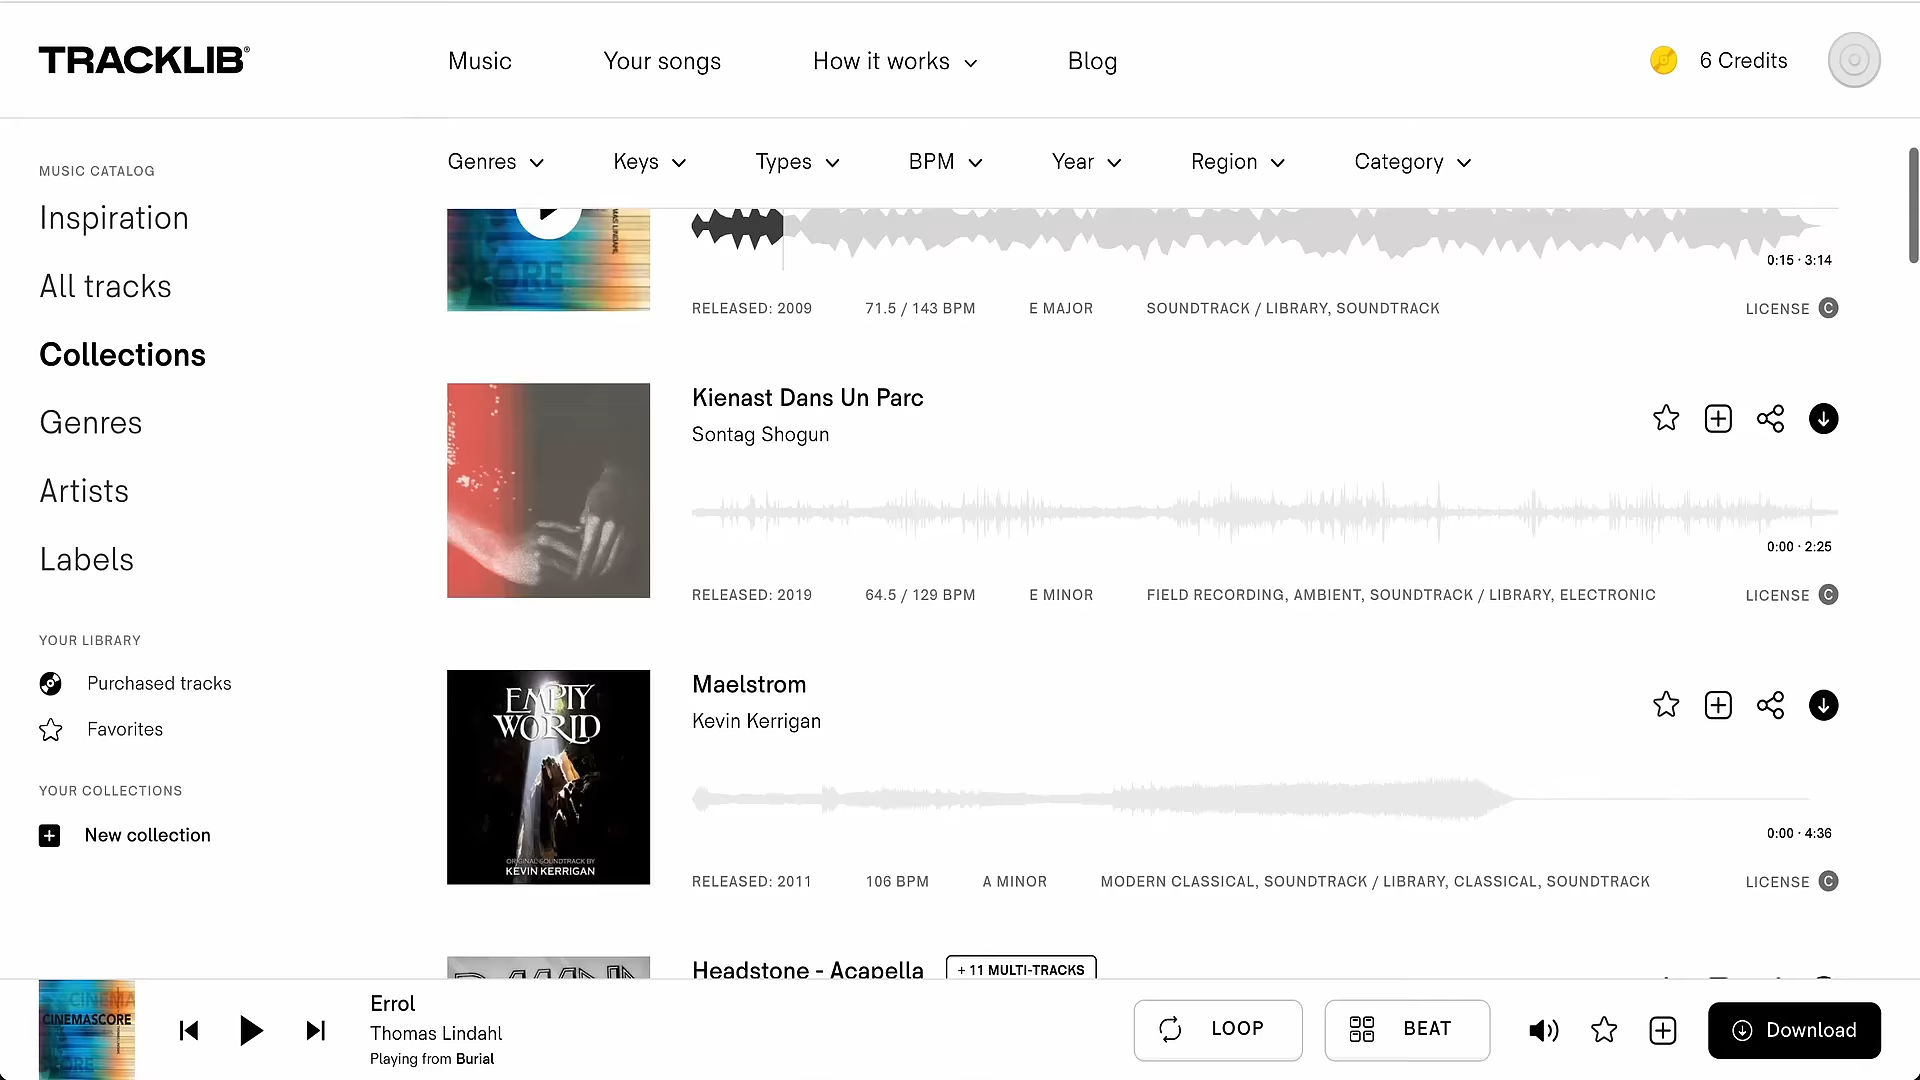 TRACKLIB®
Music
Your songs
How it works
Blog
6 Credits
MUSIC CATALOG
Inspiration
All tracks
Collections
Genres
Artists
Labels
YOUR LIBRARY
Purchased tracks
Favorites
YOUR COLLECTIONS
New collection
Genres
Keys
Types
BPM
Year
Region
Category
0:15 · 3:14
RELEASED: 2009
71.5 / 143 BPM
E MAJOR
SOUNDTRACK / LIBRARY, SOUNDTRACK
LICENSE C
Kienast Dans Un Parc
Sontag Shogun
0:00 · 2:25
RELEASED: 2019
64.5 / 129 BPM
E MINOR
FIELD RECORDING, AMBIENT, SOUNDTRACK / LIBRARY, ELECTRONIC
LICENSE C
EMPTY
WORLD
ORIGINAL SOUNDTRACK BY
KEVIN KERRIGAN
Maelstrom
Kevin Kerrigan
0:00 · 4:36
RELEASED: 2011
106 BPM
A MINOR
MODERN CLASSICAL, SOUNDTRACK / LIBRARY, CLASSICAL, SOUNDTRACK
LICENSE C
Headstone - Acapella
+ 11 MULTI-TRACKS
CINEMA
CINEMASCORE
SCORE
Errol
Thomas Lindahl
Playing from Burial
LOOP
BEAT
Download